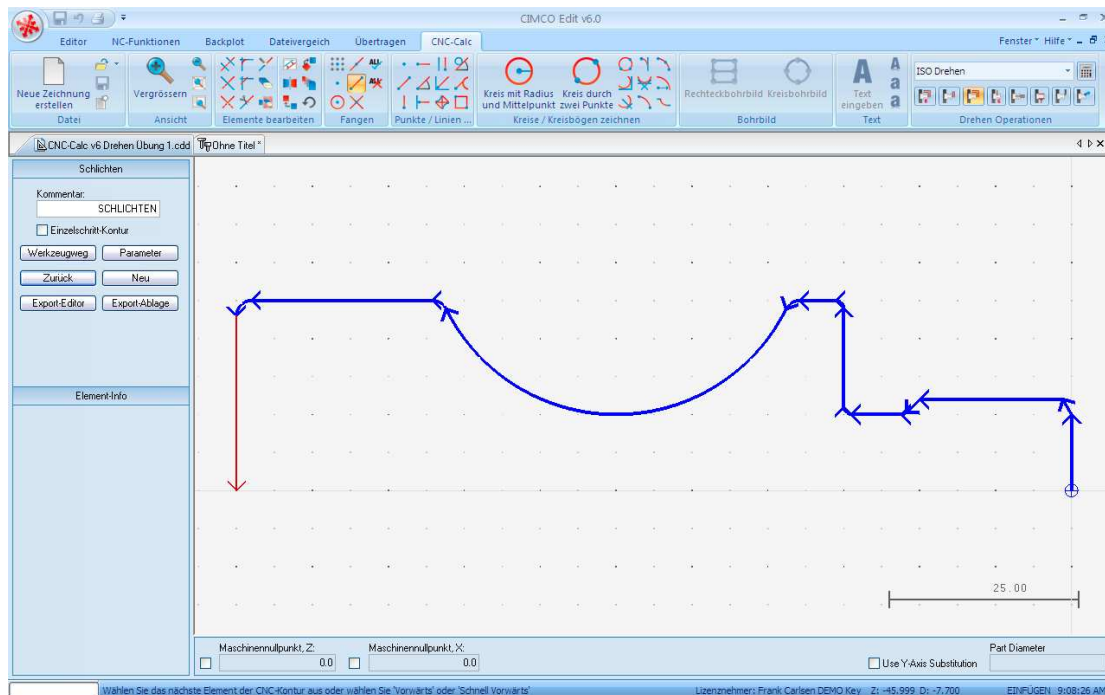 CIMCO Edit v6.0
Editor NC-Funktionen Backplot Dateivergeich Übertragen CNC-Calc Fenster Hilfe
Neue Zeichnung erstellen
Vergrössern
Kreis mit Radius und Mittelpunkt
Kreis durch zwei Punkte
Rechteckbohrbild Kreisbohrbild
A
Text eingeben
A
a
a
ISO Drehen
Datei Ansicht Elemente bearbeiten Fangen Punkte / Linien ... Kreise / Kreisbögen zeichnen Bohrbild Text Drehen Operationen
CNC-Calc v6 Drehen Übung 1.cdd Ohne Titel *
Schlichten
Kommentar:
SCHLICHTEN
Einzelschritt-Kontur
Werkzeugweg Parameter
Zurück Neu
Export-Editor Export-Ablage
Element-Info
25.00
Maschinennullpunkt, Z: Maschinennullpunkt, X: Part Diameter
0.0 0.0 Use Y-Axis Substitution
Wählen Sie das nächste Element der CNC-Kontur aus oder wählen Sie 'Vorwärts' oder 'Schnell Vorwärts' Lizenznehmer: Frank Carlsen DEMO Key Z: -45.999 D: -7.700 EINFÜGEN 9:08:26 AM